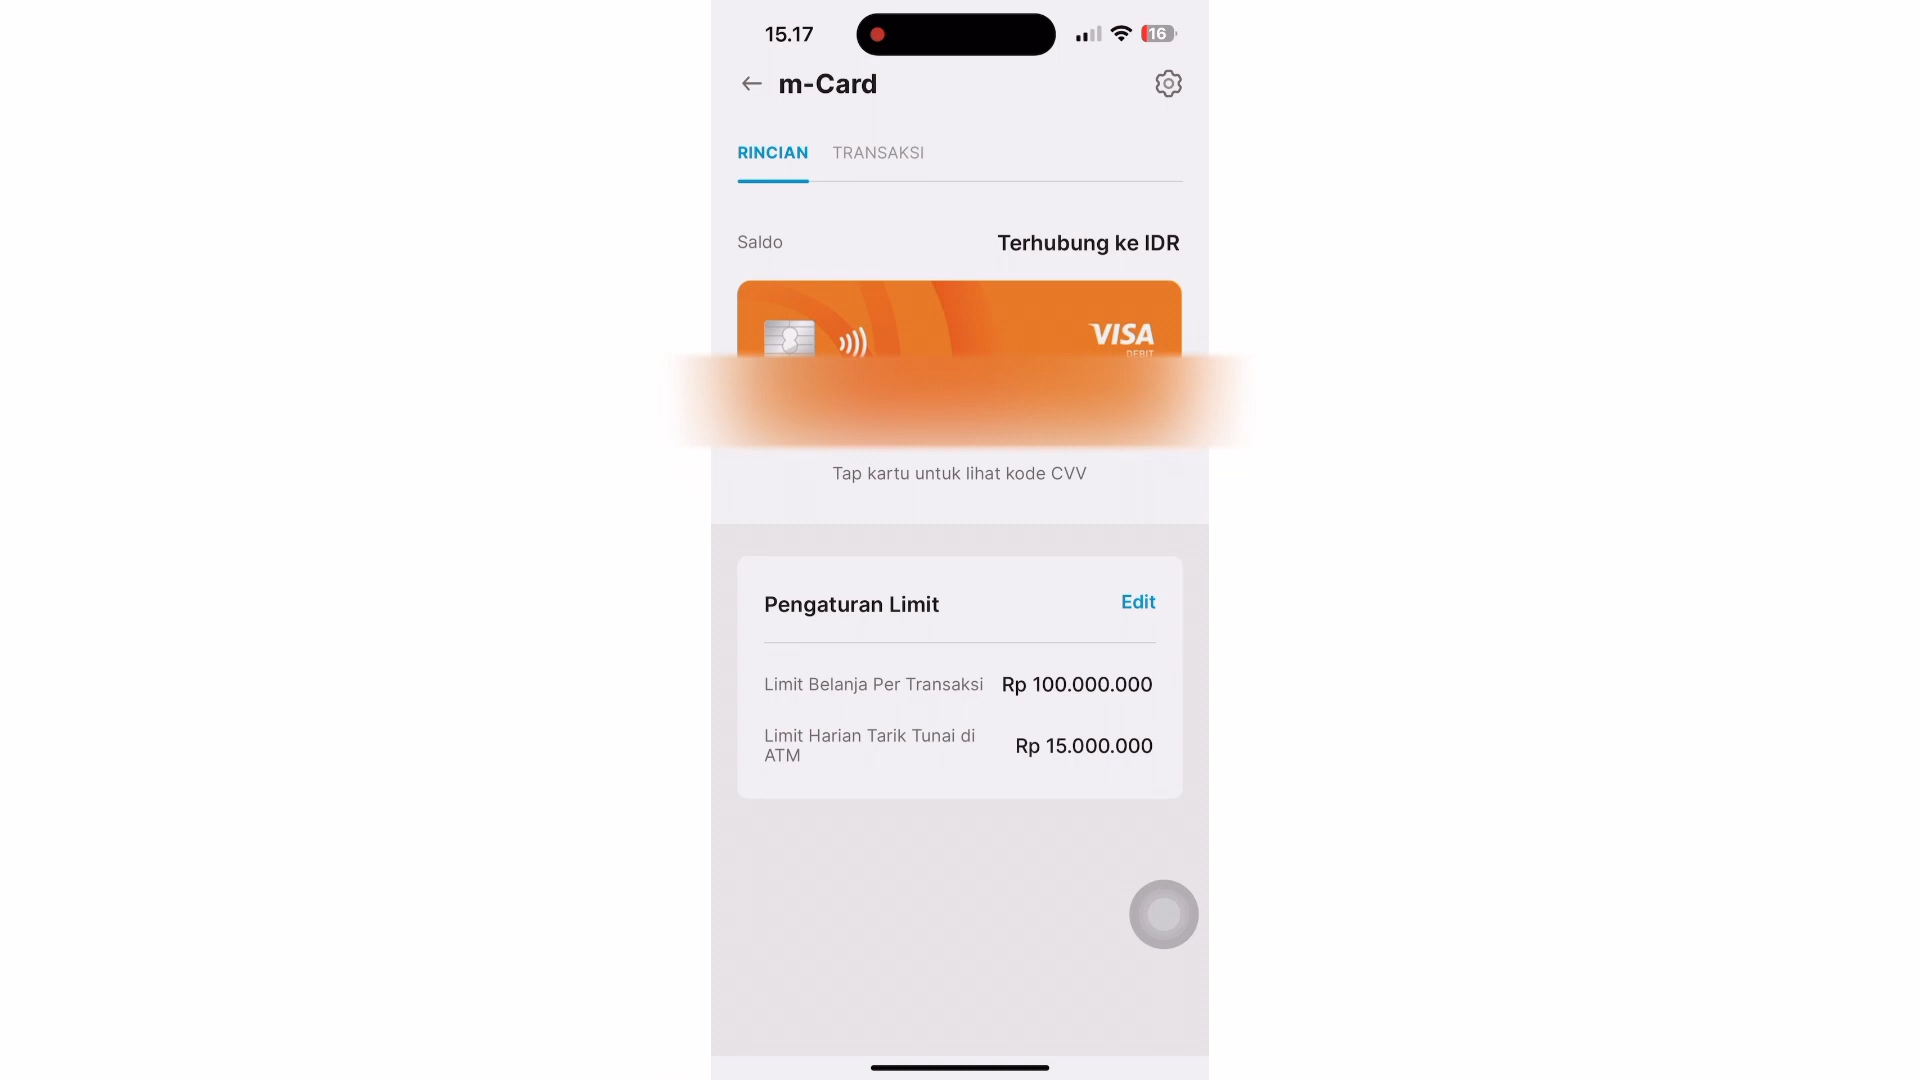 15.17
16
m-Card
RINCIAN TRANSAKSI
Saldo Terhubung ke IDR
VISA
DEBIT
Tap kartu untuk lihat kode CVV
Pengaturan Limit Edit
Limit Belanja Per Transaksi Rp 100.000.000
Limit Harian Tarik Tunai di
ATM Rp 15.000.000